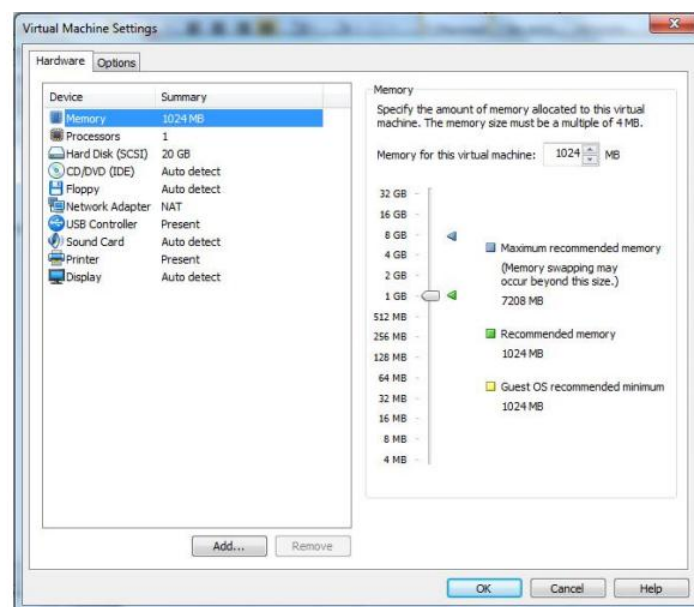 Virtual Machine Settings
Hardware Options
Device Summary
Memory 1024 MB
Processors 1
Hard Disk (SCSI) 20 GB
CD/DVD (IDE) Auto detect
Floppy Auto detect
Network Adapter NAT
USB Controller Present
Sound Card Auto detect
Printer Present
Display Auto detect
Add... Remove
Memory
Specify the amount of memory allocated to this virtual
machine. The memory size must be a multiple of 4 MB.
Memory for this virtual machine: 1024 MB
32 GB
16 GB
8 GB
4 GB
2 GB
1 GB
512 MB
256 MB
128 MB
64 MB
32 MB
16 MB
8 MB
4 MB
Maximum recommended memory
(Memory swapping may
occur beyond this size.)
7208 MB
Recommended memory
1024 MB
Guest OS recommended minimum
1024 MB
OK Cancel Help